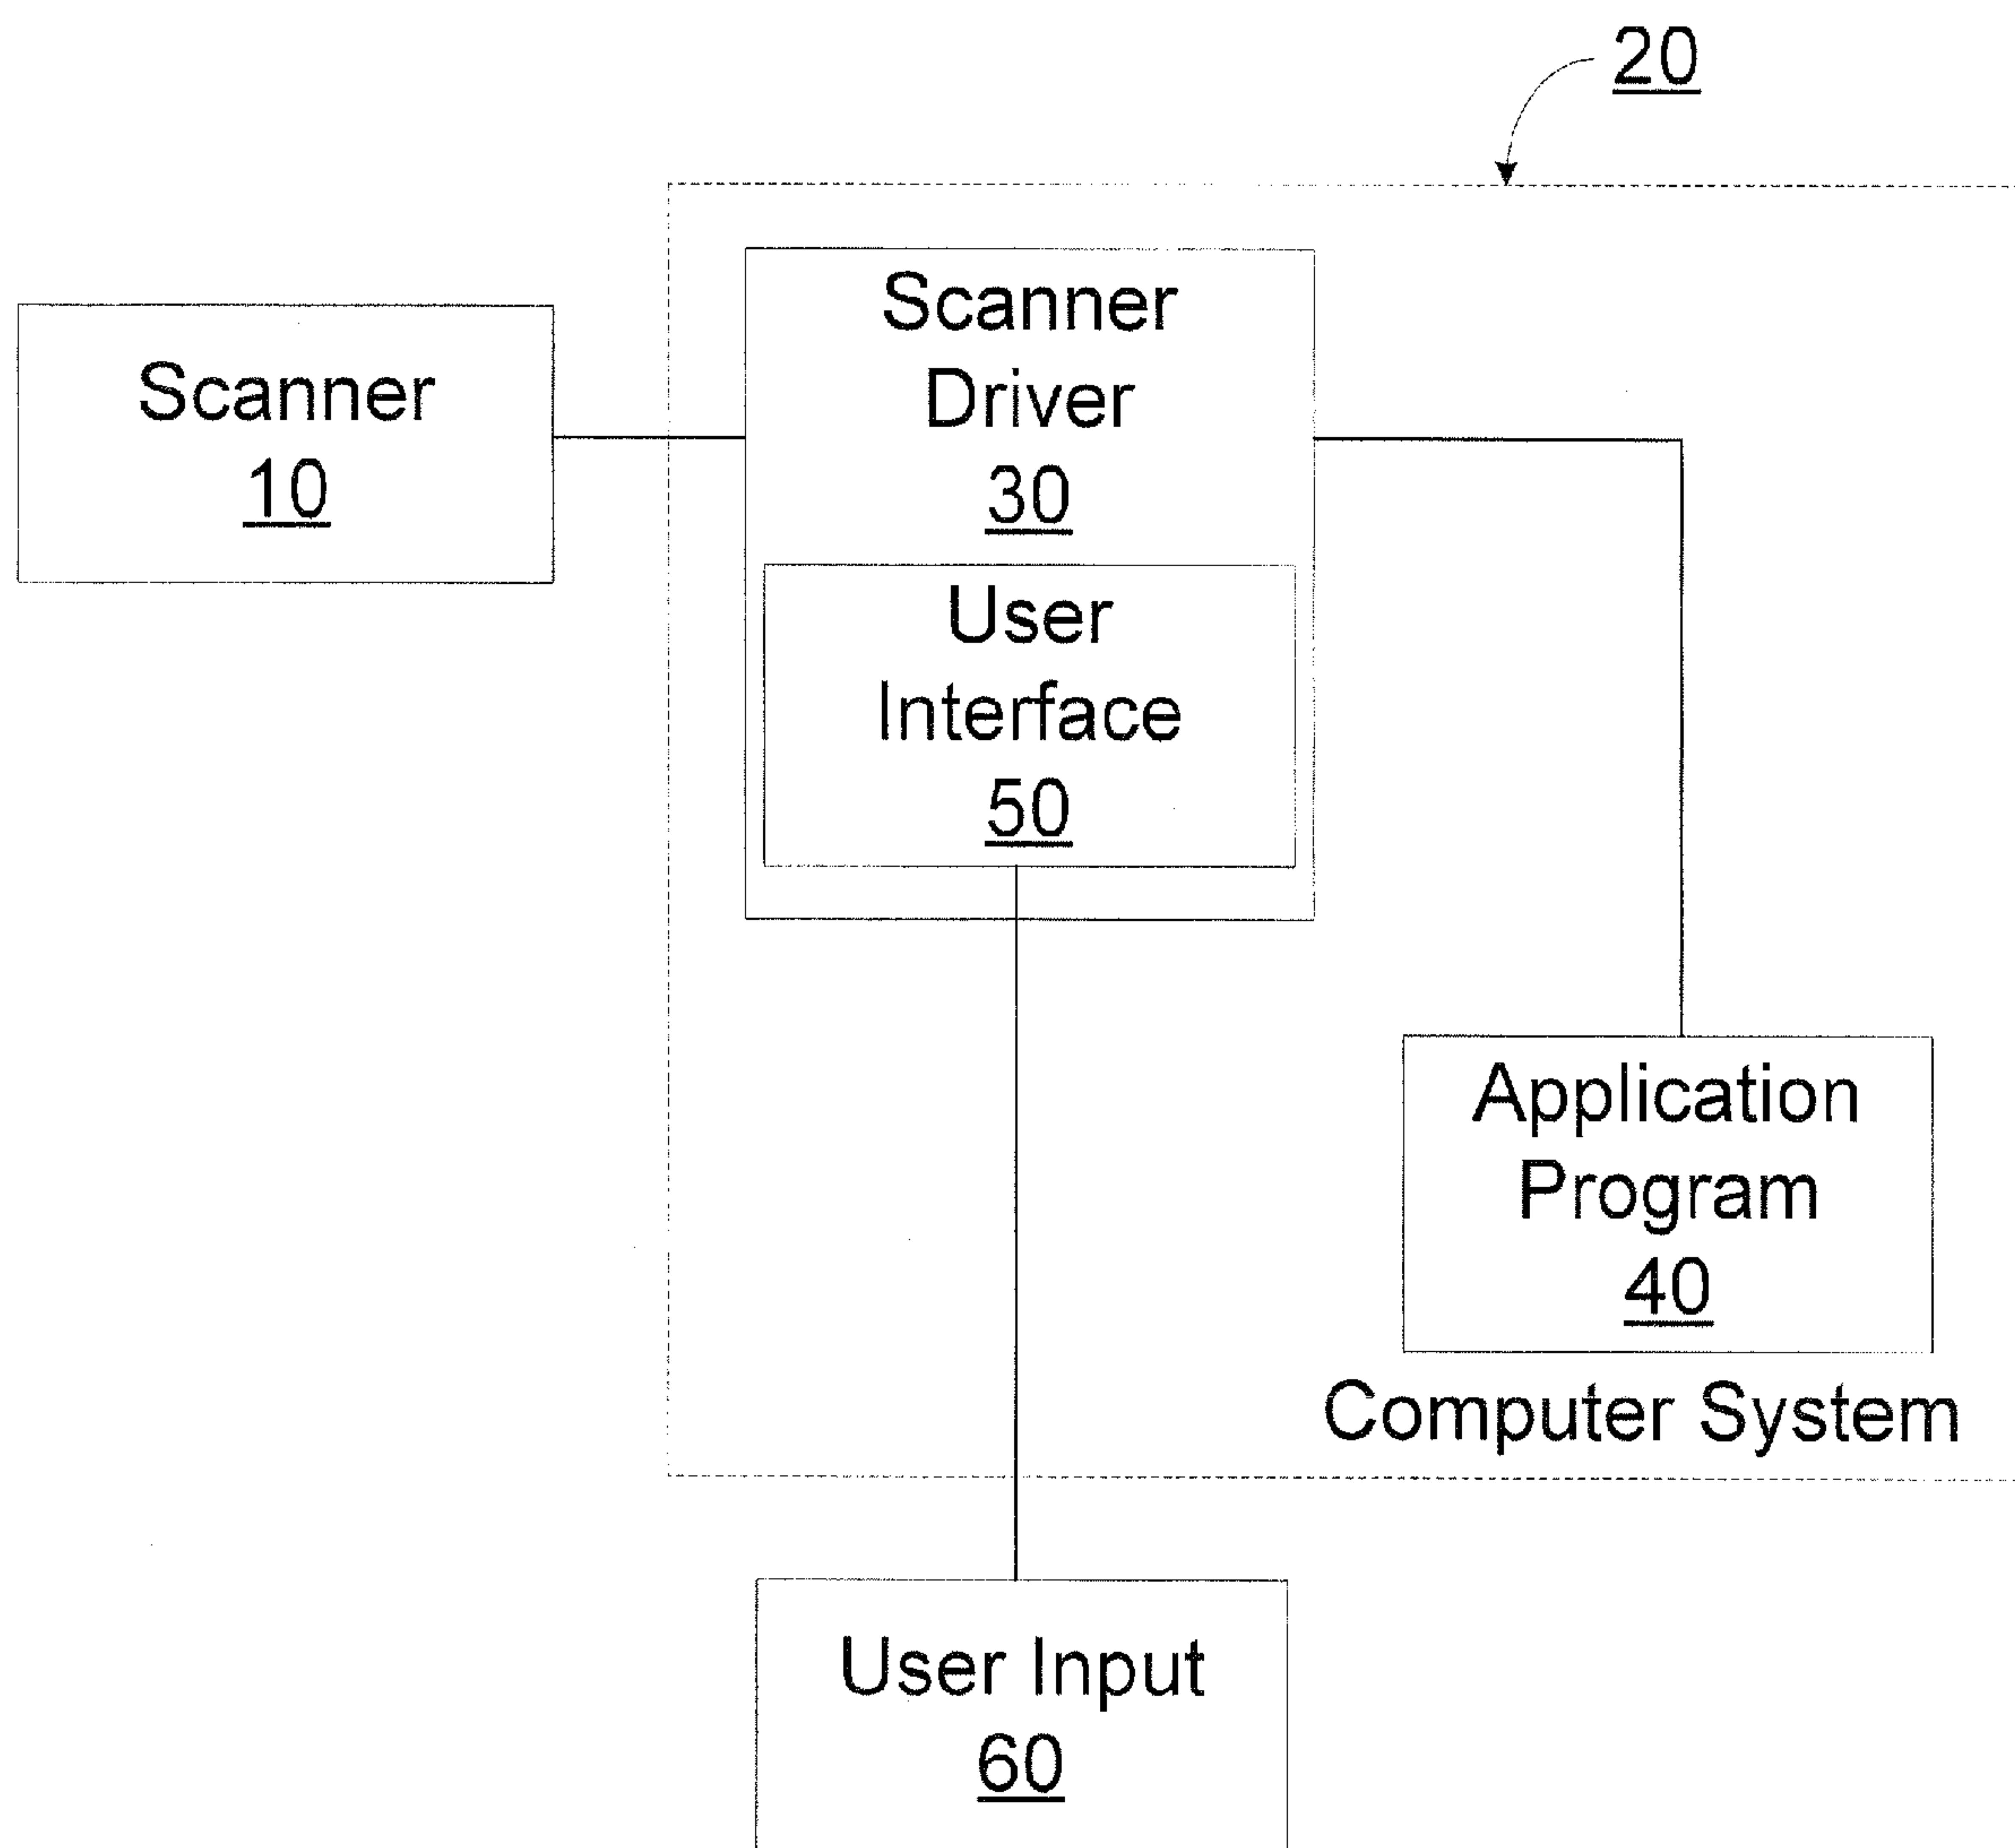 20
Scanner
10
Scanner
Driver
30
User
Interface
50
Application
Program
40
Computer System
User Input
60